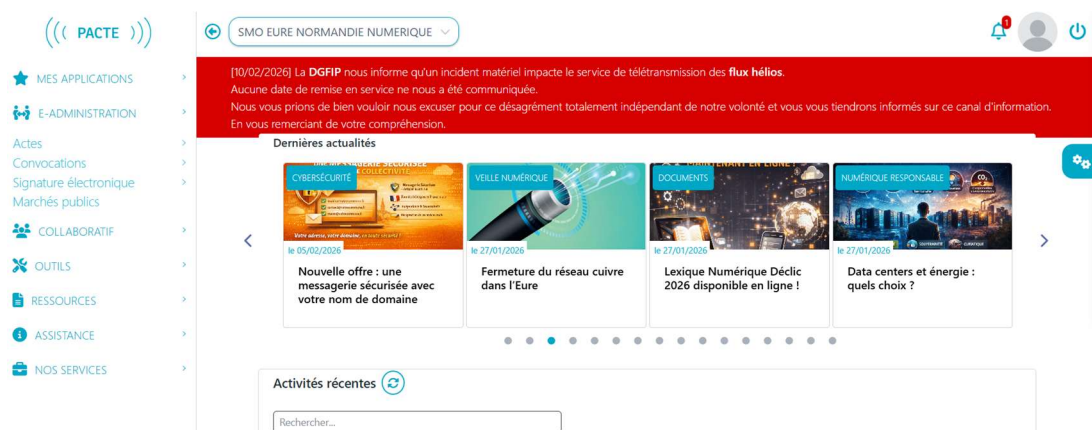 ((( PACTE )))
SMO EURE NORMANDIE NUMERIQUE
1
MES APPLICATIONS
E-ADMINISTRATION
Actes
Convocations
Signature électronique
Marchés publics
COLLABORATIF
OUTILS
RESSOURCES
ASSISTANCE
NOS SERVICES
[10/02/2026] La DGFIP nous informe qu'un incident matériel impacte le service de télétransmission des flux hélios.
Aucune date de remise en service ne nous a été communiquée.
Nous vous prions de bien vouloir nous excuser pour ce désagrément totalement indépendant de notre volonté et vous vous tiendrons informés sur ce canal d'information.
En vous remerciant de votre compréhension.
Dernières actualités
CYBERSÉCURITÉ
le 05/02/2026
Nouvelle offre : une
messagerie sécurisée avec
votre nom de domaine
VEILLE NUMÉRIQUE
le 27/01/2026
Fermeture du réseau cuivre
dans l'Eure
DOCUMENTS
MAINTENANT EN LIGNE !
le 27/01/2026
Lexique Numérique Déclic
2026 disponible en ligne !
NUMÉRIQUE RESPONSABLE
le 27/01/2026
Data centers et énergie :
quels choix ?
Activités récentes
Rechercher...